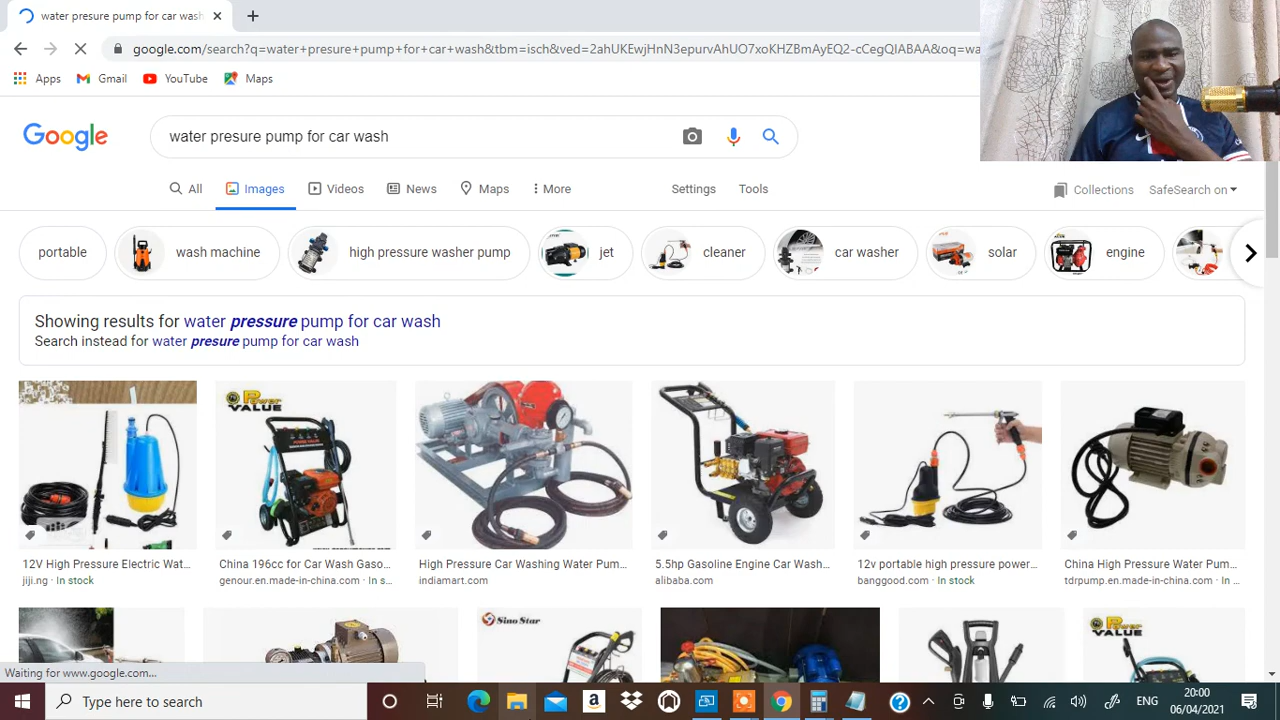 water presure pump for car wash
google.com/search?q=water+presure+pump+for+car+wash&tbm=isch&ved=2ahUKEwjHnN3epurvAhUO7xoKHZBmAyEQ2-cCegQIABAA&oq=wa
Apps Gmail YouTube Maps
Google water presure pump for car wash
All Images Videos News Maps More Settings Tools Collections SafeSearch on
portable wash machine high pressure washer pump jet cleaner car washer solar engine
Showing results for water pressure pump for car wash
Search instead for water presure pump for car wash
POWER VALUE
12V High Pressure Electric Wat... China 196cc for Car Wash Gaso... High Pressure Car Washing Water Pum... 5.5hp Gasoline Engine Car Wash... 12v portable high pressure power... China High Pressure Water Pum...
jiji.ng · In stock genour.en.made-in-china.com · In s... indiamart.com alibaba.com banggood.com · In stock tdrpump.en.made-in-china.com · In ...
Sino Star POWER VALUE
Waiting for www.google.com...
Type here to search ENG 20:00
06/04/2021